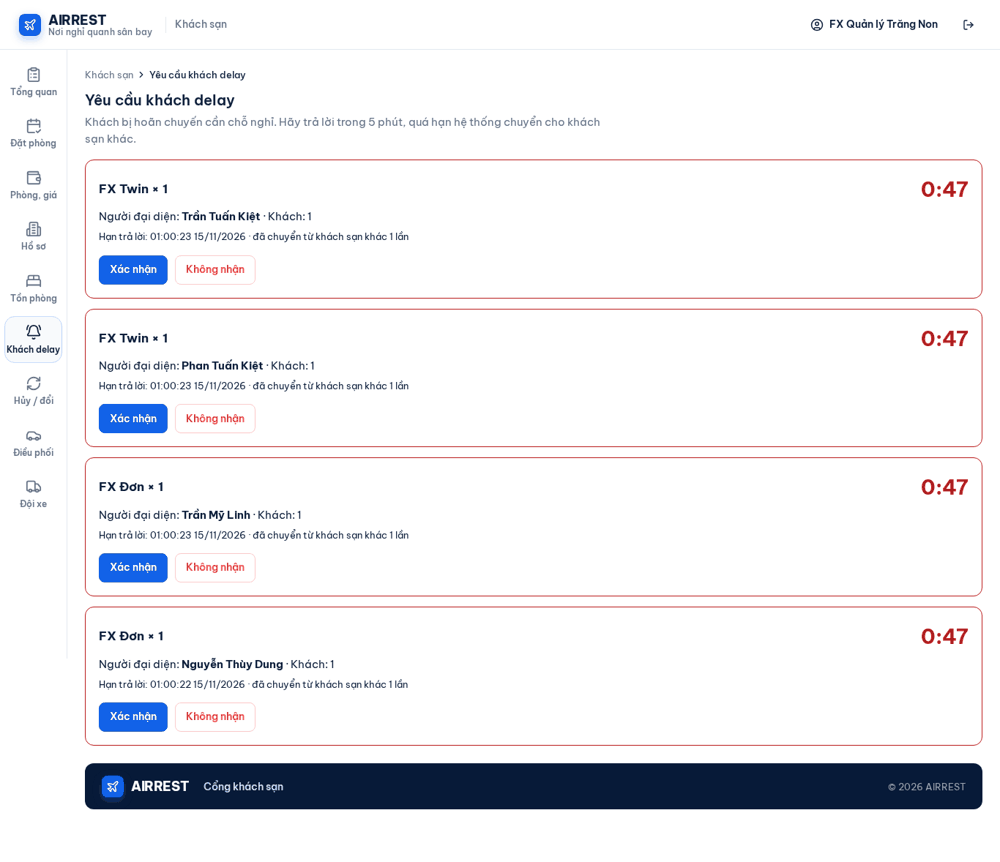 AIRREST
Nơi nghỉ quanh sân bay
Khách sạn
FX Quản lý Trăng Non
Tổng quan
Đặt phòng
Phòng, giá
Hồ sơ
Tồn phòng
Khách delay
Hủy / đổi
Điều phối
Đội xe
Khách sạn > Yêu cầu khách delay
Yêu cầu khách delay
Khách bị hoãn chuyến cần chỗ nghỉ. Hãy trả lời trong 5 phút, quá hạn hệ thống chuyển cho khách
sạn khác.
FX Twin × 1
0:47
Người đại diện: Trần Tuấn Kiệt · Khách: 1
Hạn trả lời: 01:00:23 15/11/2026 · đã chuyển từ khách sạn khác 1 lần
Xác nhận
Không nhận
FX Twin × 1
0:47
Người đại diện: Phan Tuấn Kiệt · Khách: 1
Hạn trả lời: 01:00:23 15/11/2026 · đã chuyển từ khách sạn khác 1 lần
Xác nhận
Không nhận
FX Đơn × 1
0:47
Người đại diện: Trần Mỹ Linh · Khách: 1
Hạn trả lời: 01:00:23 15/11/2026 · đã chuyển từ khách sạn khác 1 lần
Xác nhận
Không nhận
FX Đơn × 1
0:47
Người đại diện: Nguyễn Thùy Dung · Khách: 1
Hạn trả lời: 01:00:22 15/11/2026 · đã chuyển từ khách sạn khác 1 lần
Xác nhận
Không nhận
AIRREST
Cổng khách sạn
© 2026 AIRREST